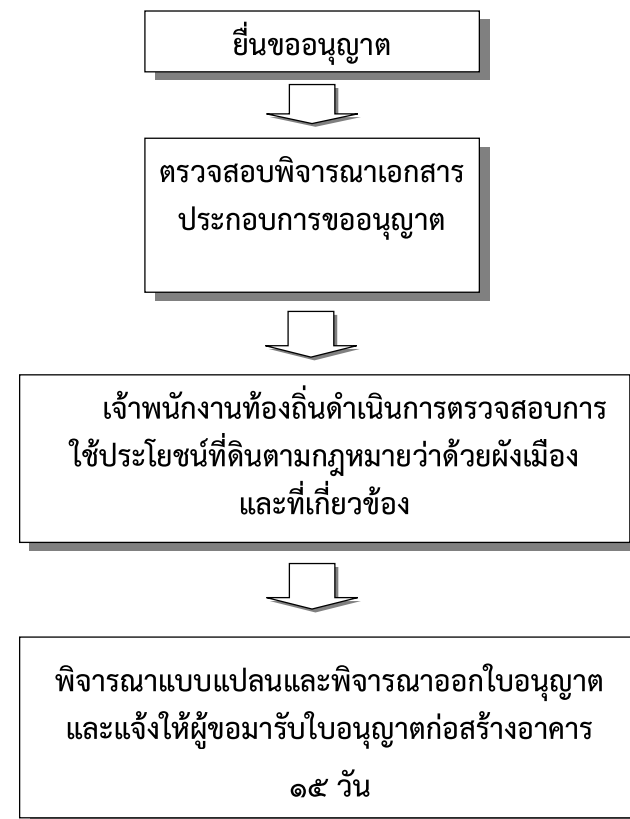 ยื่นขออนุญาต
ตรวจสอบพิจารณาเอกสาร
ประกอบการขออนุญาต
เจ้าพนักงานท้องถิ่นดำเนินการตรวจสอบการ
ใช้ประโยชน์ที่ดินตามกฎหมายว่าด้วยผังเมือง
และที่เกี่ยวข้อง
พิจารณาแบบแปลนและพิจารณาออกใบอนุญาต
และแจ้งให้ผู้ขอมารับใบอนุญาตก่อสร้างอาคาร
๑๕ วัน